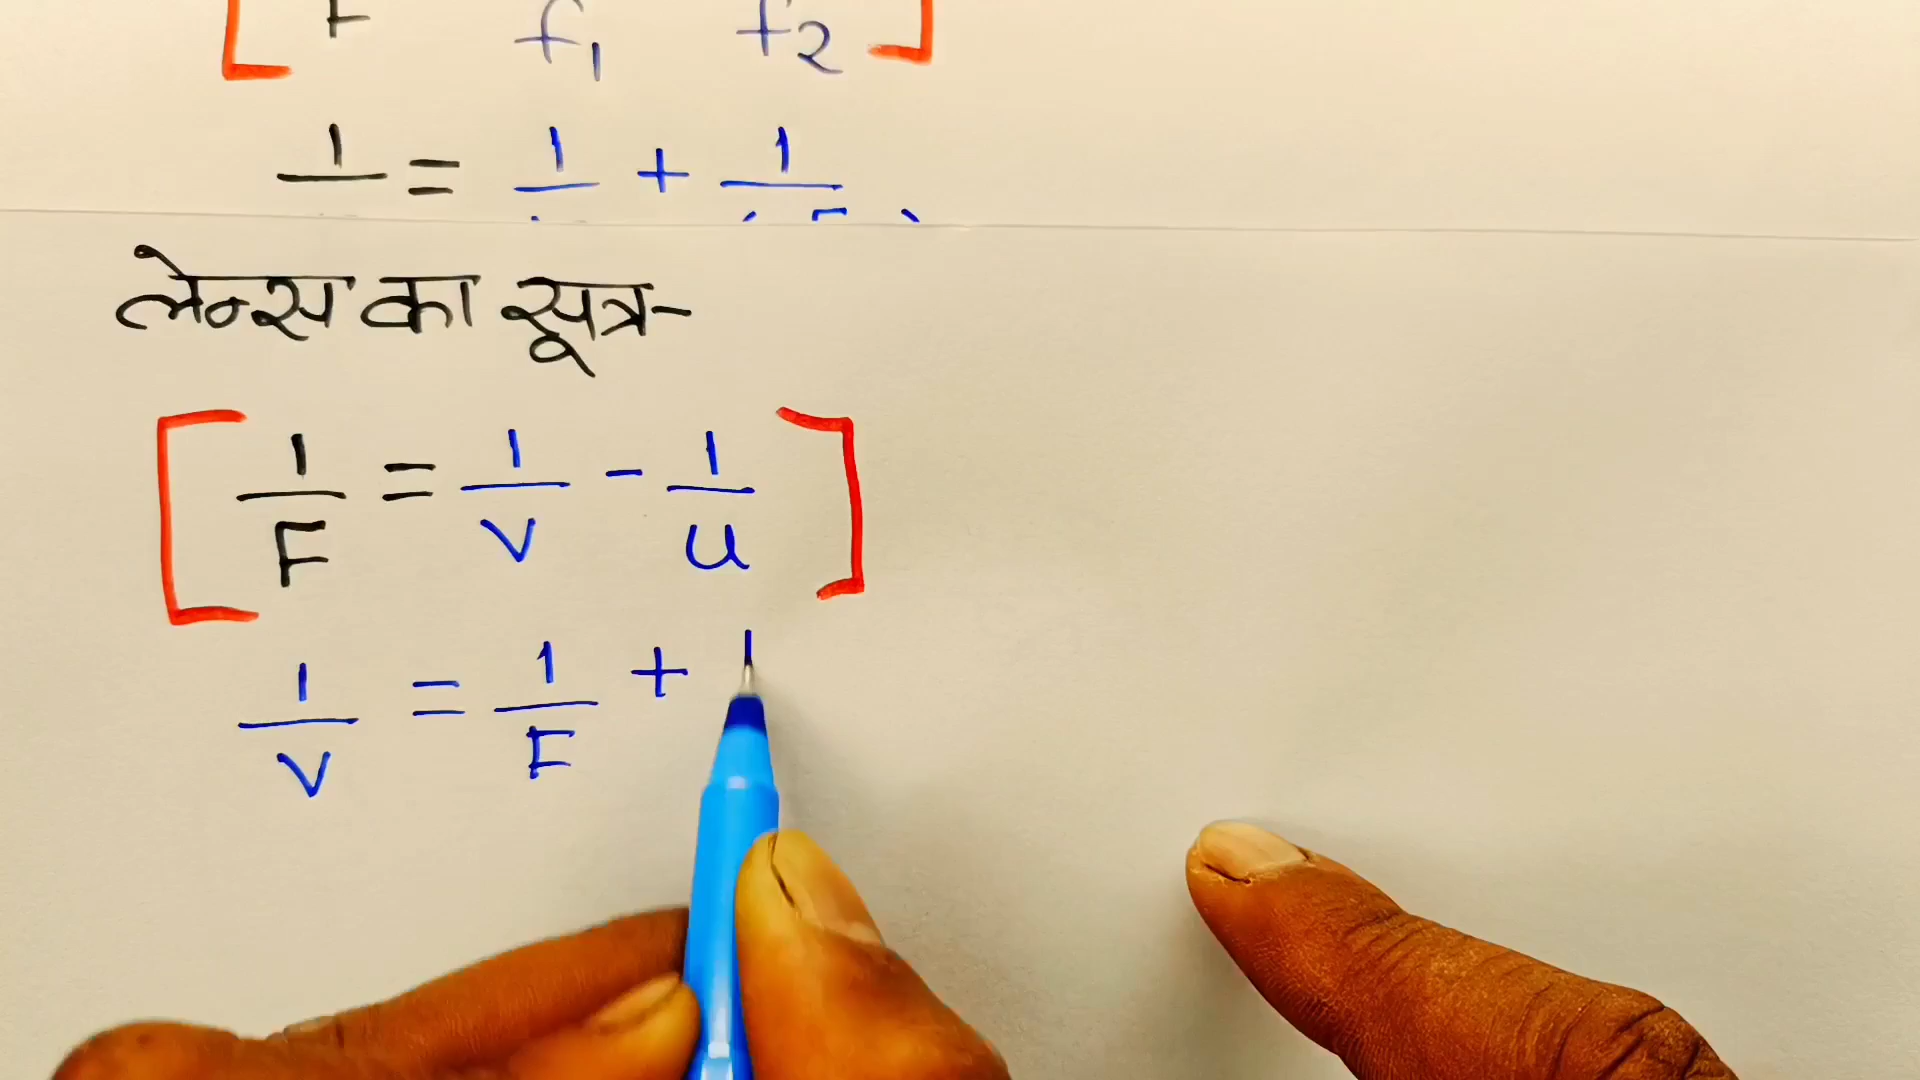 F f₁ f₂
1 = 1 + 1
लेन्स का सूत्र-
[ 1/F = 1/v - 1/u ]
1/v = 1/F + 1